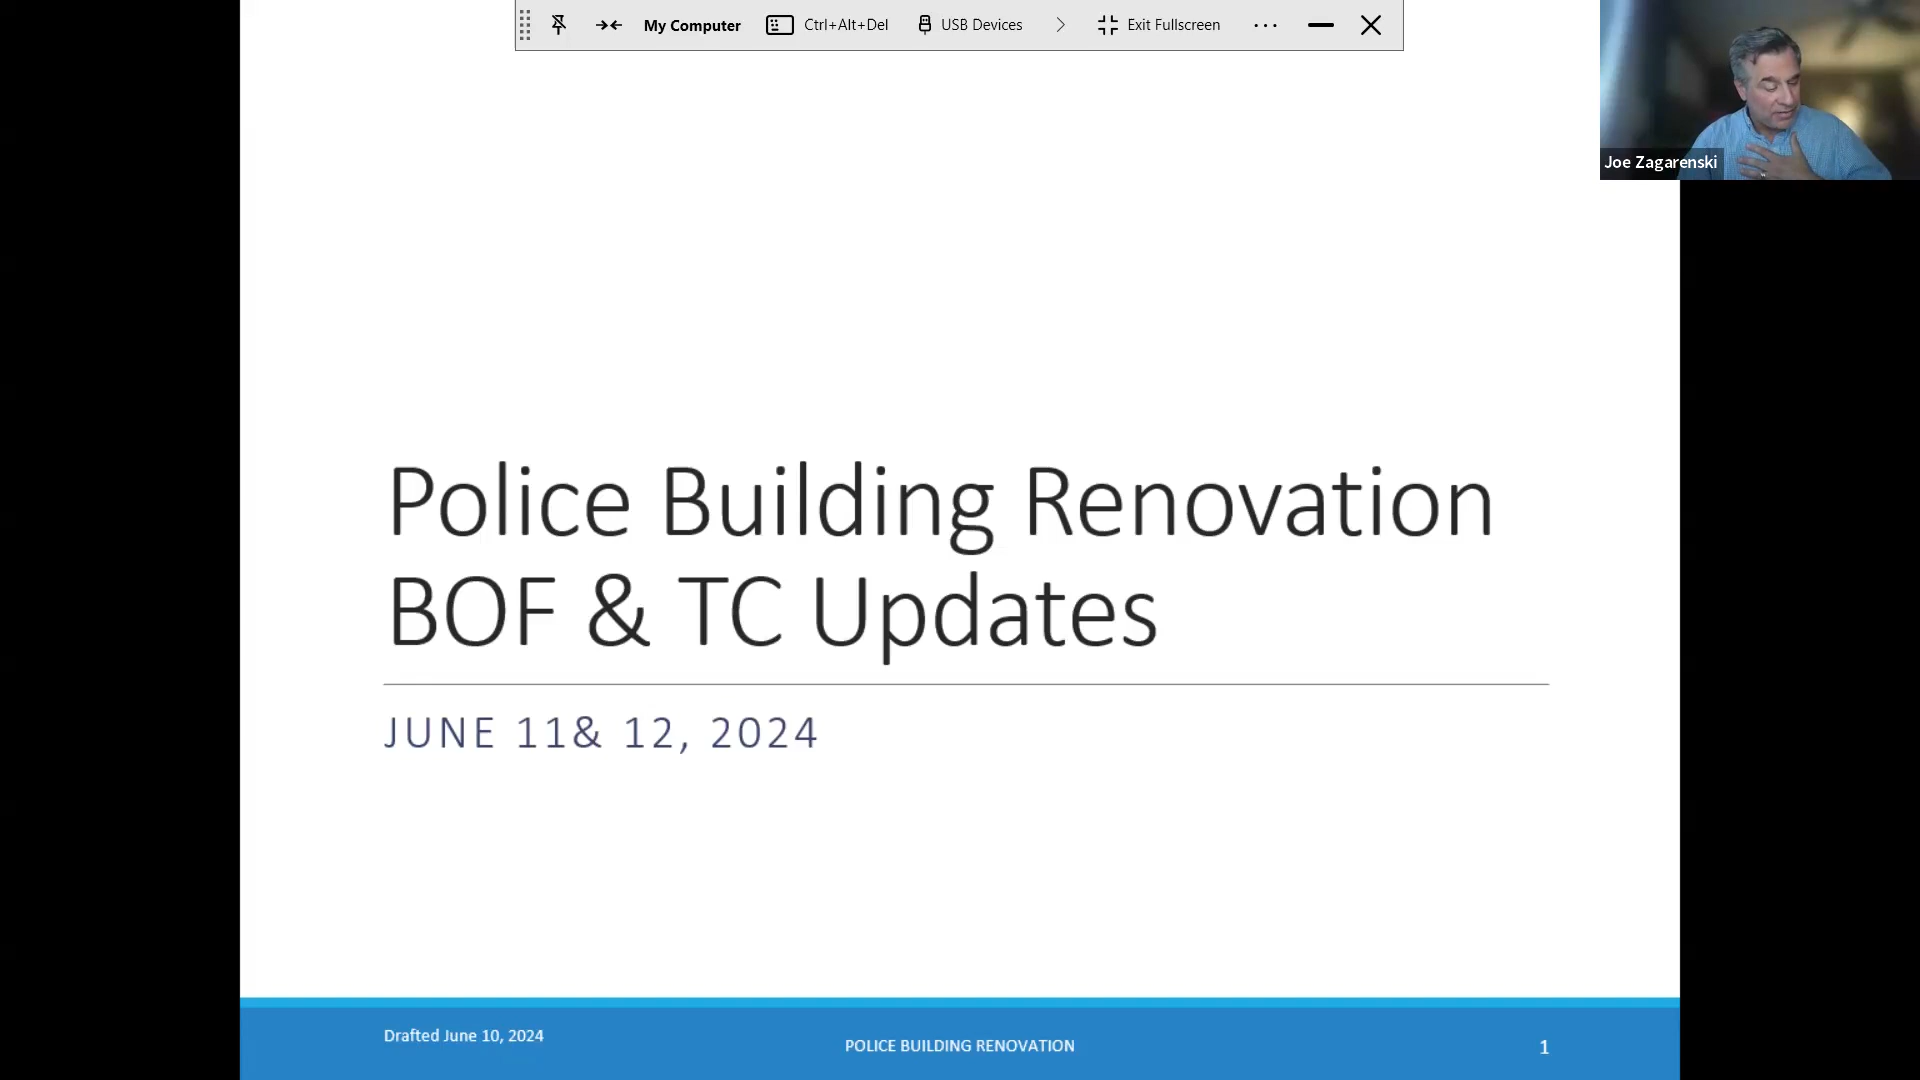 My Computer Ctrl+Alt+Del USB Devices Exit Fullscreen
Joe Zagarenski
Police Building Renovation
BOF & TC Updates
JUNE 11& 12, 2024
Drafted June 10, 2024
POLICE BUILDING RENOVATION
1